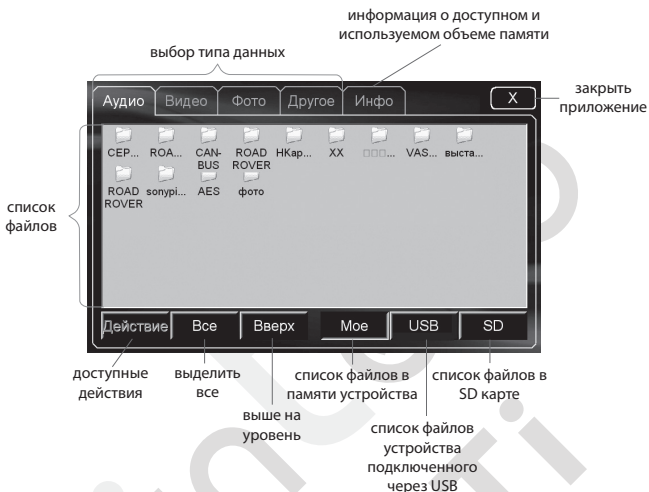 информация о доступном и
используемом объеме памяти
выбор типа данных
закрыть
приложение
Аудио Видео Фото Другое Инфо X
CEP... ROA... CAN-BUS ROAD ROVER НКар... XX □□□... VAS... выста...
ROAD ROVER sonypi... AES фото
список
файлов
Действие Все Вверх Мое USB SD
доступные
действия
выделить
все
выше на
уровень
список файлов в
памяти устройства
список файлов
устройства
подключенного
через USB
список файлов в
SD карте